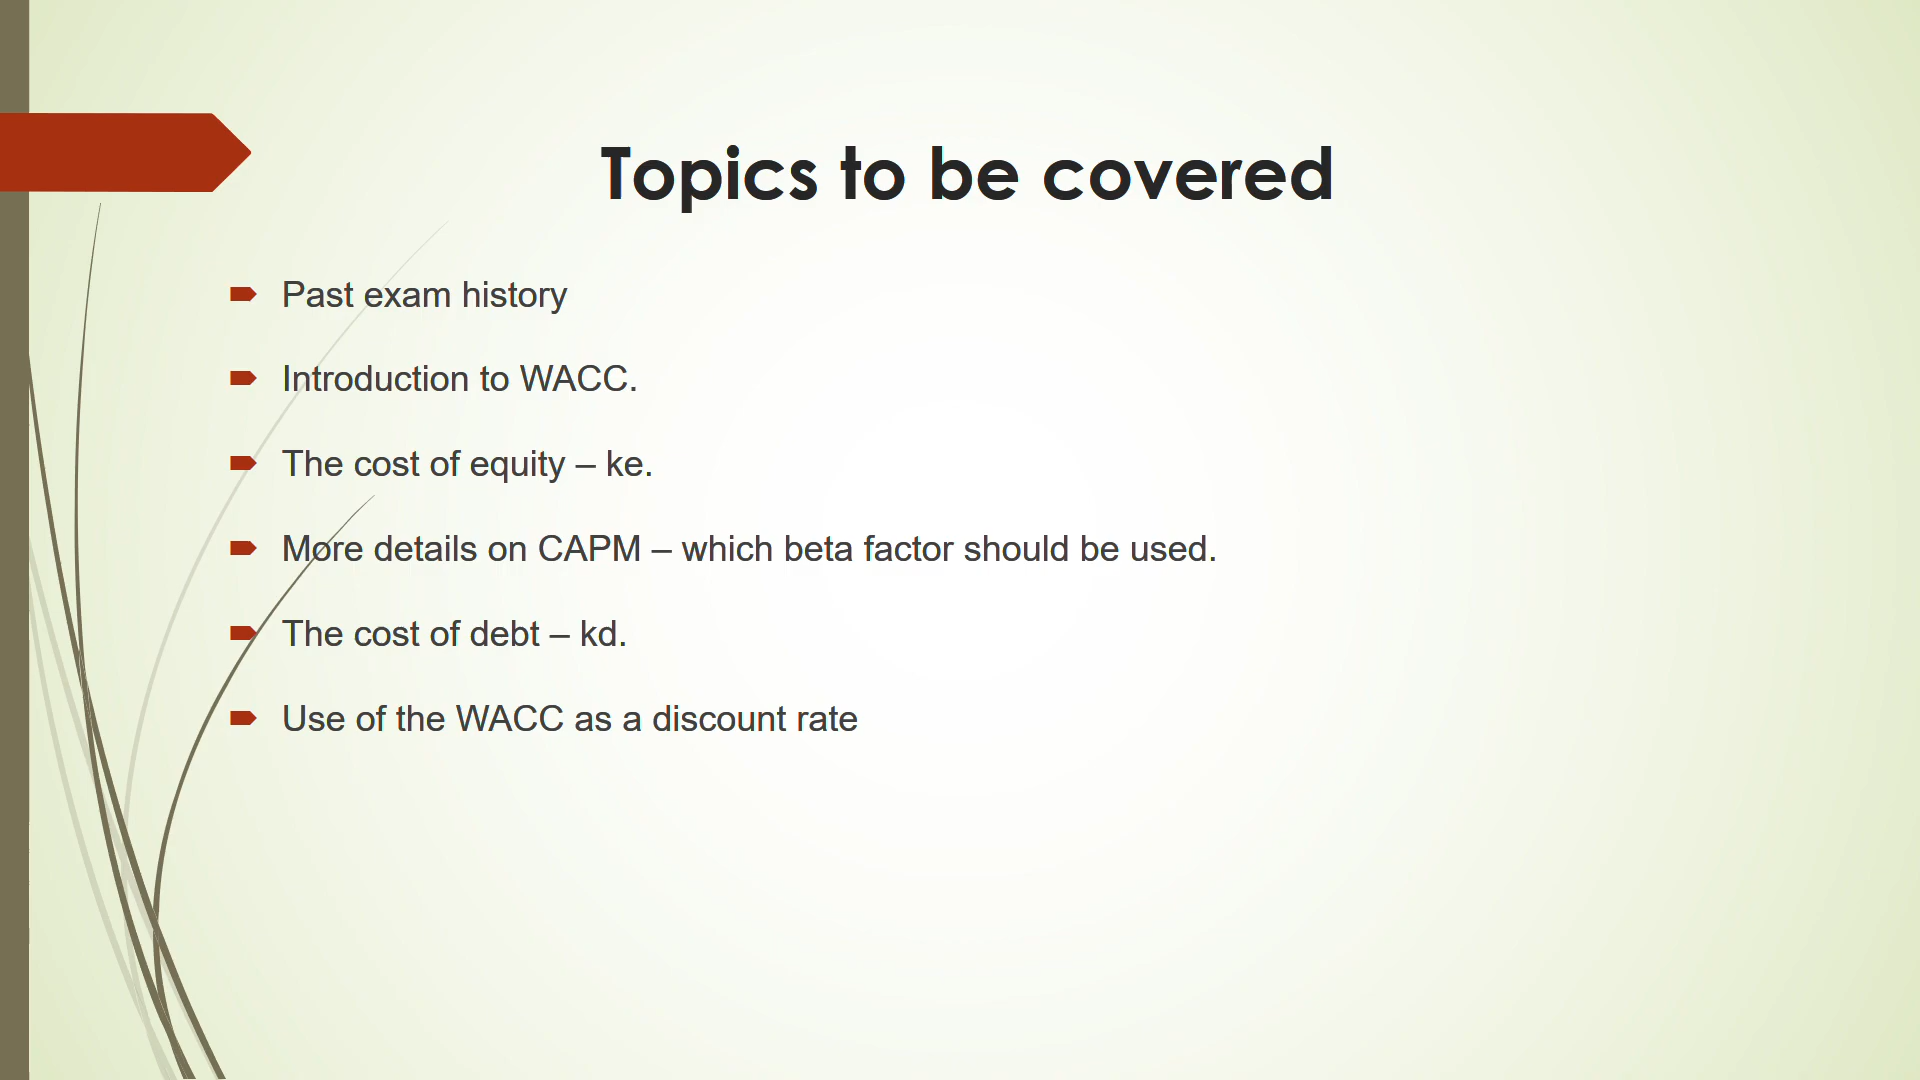 Topics to be covered
Past exam history
Introduction to WACC.
The cost of equity – ke.
More details on CAPM – which beta factor should be used.
The cost of debt – kd.
Use of the WACC as a discount rate